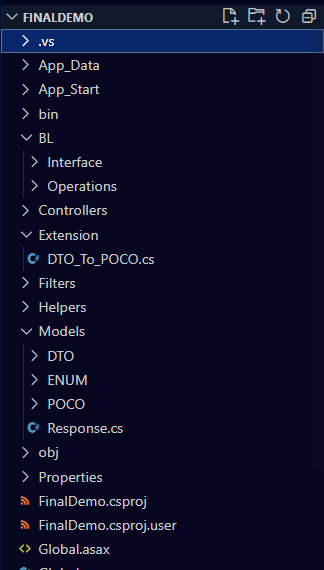 FINALDEMO
.vs
App_Data
App_Start
bin
BL
Interface
Operations
Controllers
Extension
C# DTO_To_POCO.cs
Filters
Helpers
Models
DTO
ENUM
POCO
C# Response.cs
obj
Properties
FinalDemo.csproj
FinalDemo.csproj.user
Global.asax